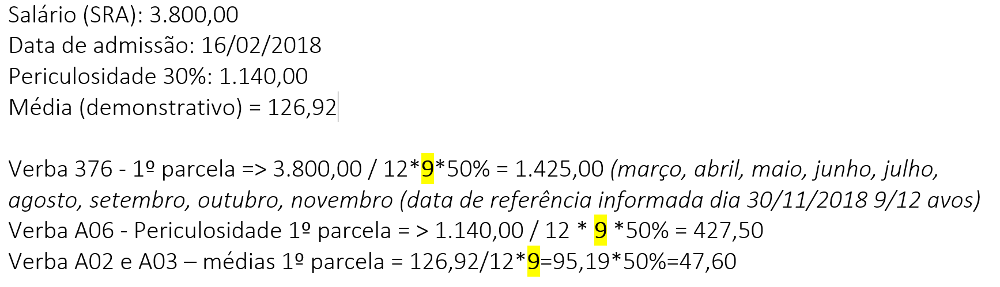 Salário (SRA): 3.800,00
Data de admissão: 16/02/2018
Periculosidade 30%: 1.140,00
Média (demonstrativo) = 126,92
Verba 376 - 1º parcela => 3.800,00 / 12*9*50% = 1.425,00 (março, abril, maio, junho, julho,
agosto, setembro, outubro, novembro (data de referência informada dia 30/11/2018 9/12 avos)
Verba A06 - Periculosidade 1º parcela = > 1.140,00 / 12 * 9 *50% = 427,50
Verba A02 e A03 – médias 1º parcela = 126,92/12*9=95,19*50%=47,60